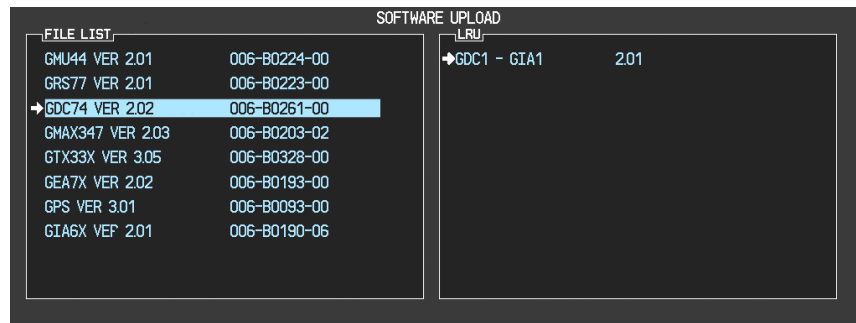 SOFTWARE UPLOAD
FILE LIST
GMU44 VER 2.01 006-B0224-00
GRS77 VER 2.01 006-B0223-00
GDC74 VER 2.02 006-B0261-00
GMAX347 VER 2.03 006-B0203-02
GTX33X VER 3.05 006-B0328-00
GEA7X VER 2.02 006-B0193-00
GPS VER 3.01 006-B0093-00
GIA6X VER 2.01 006-B0190-06
LRU
GDC1 - GIA1 2.01